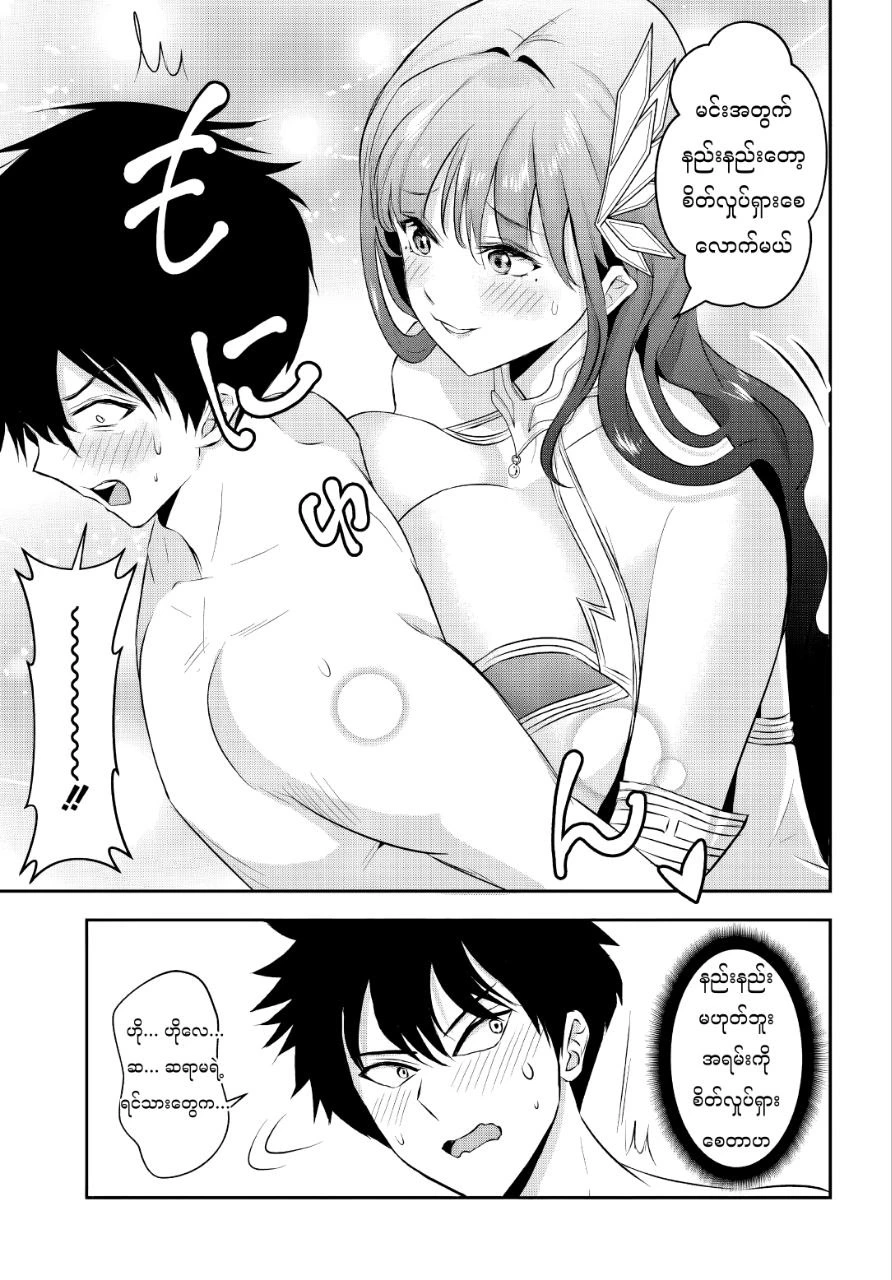 မင်းအတွက်
နည်းနည်းတော့
စိတ်လှုပ်ရှားစေ
လောက်မယ်
も
に
ゅ
ん♡
~~~~~~~~!!
နည်းနည်း
မဟုတ်ဘူး
အရမ်းကို
စိတ်လှုပ်ရှား
စေတာဟ
ဟို... ဟိုလေ...
ဆ... ဆရာမရဲ့
ရင်သားတွေက...